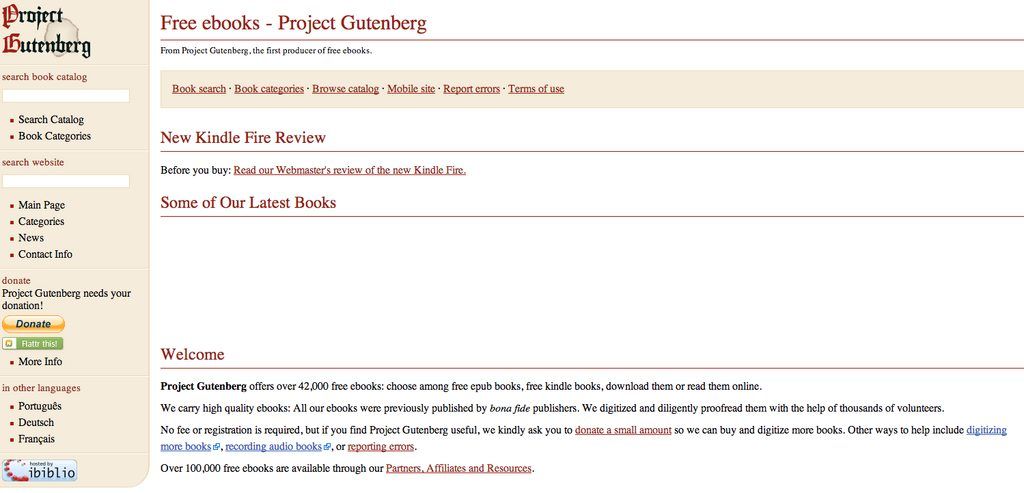 Project
Gutenberg
search book catalog
Search Catalog
Book Categories
search website
Main Page
Categories
News
Contact Info
donate
Project Gutenberg needs your
donation!
Donate
Flattr this!
More Info
in other languages
Português
Deutsch
Français
hosted by
ibiblio
Free ebooks - Project Gutenberg
From Project Gutenberg, the first producer of free ebooks.
Book search · Book categories · Browse catalog · Mobile site · Report errors · Terms of use
New Kindle Fire Review
Before you buy: Read our Webmaster's review of the new Kindle Fire.
Some of Our Latest Books
Welcome
Project Gutenberg offers over 42,000 free ebooks: choose among free epub books, free kindle books, download them or read them online.
We carry high quality ebooks: All our ebooks were previously published by bona fide publishers. We digitized and diligently proofread them with the help of thousands of volunteers.
No fee or registration is required, but if you find Project Gutenberg useful, we kindly ask you to donate a small amount so we can buy and digitize more books. Other ways to help include digitizing
more books, recording audio books, or reporting errors.
Over 100,000 free ebooks are available through our Partners, Affiliates and Resources.